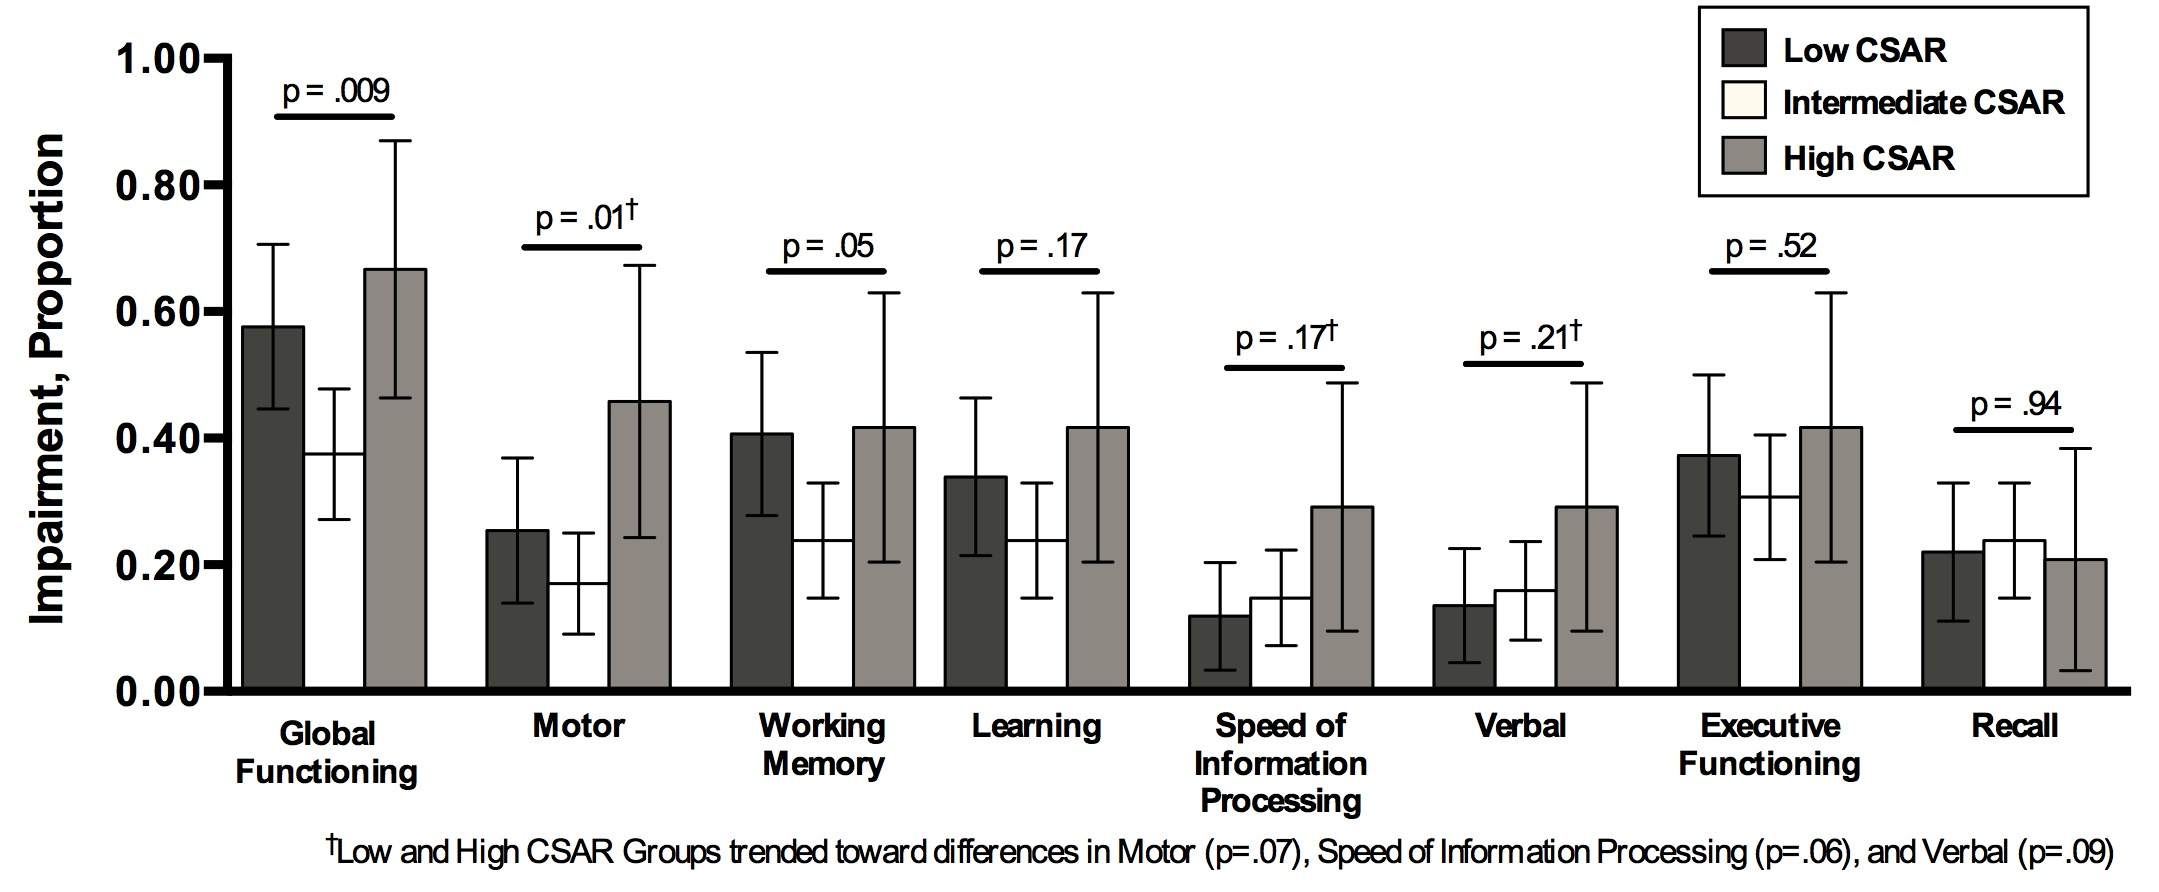 Low CSAR
Intermediate CSAR
High CSAR
Impairment, Proportion
1.00
0.80
0.60
0.40
0.20
0.00
p = .009
p = .01†
p = .05
p = .17
p = .17†
p = .21†
p = .52
p = .94
Global
Functioning
Motor
Working
Memory
Learning
Speed of
Information
Processing
Verbal
Executive
Functioning
Recall
†Low and High CSAR Groups trended toward differences in Motor (p=.07), Speed of Information Processing (p=.06), and Verbal (p=.09)